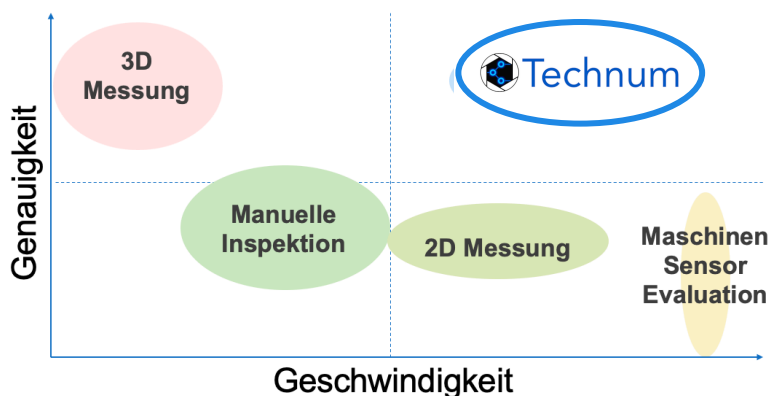 3D
Messung
Technum
Genauigkeit
Manuelle
Inspektion
2D Messung
Maschinen
Sensor
Evaluation
Geschwindigkeit